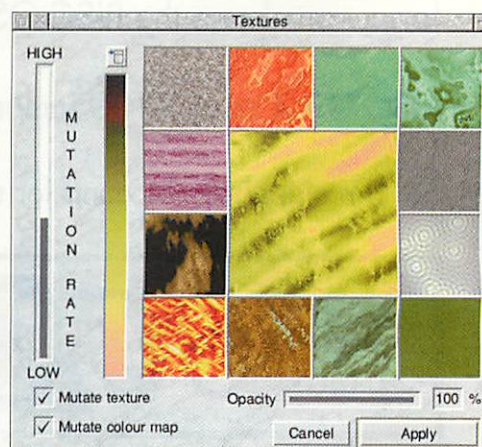 Textures
HIGH
MUTATION RATE
LOW
Mutate texture
Opacity
100 %
Mutate colour map
Cancel
Apply